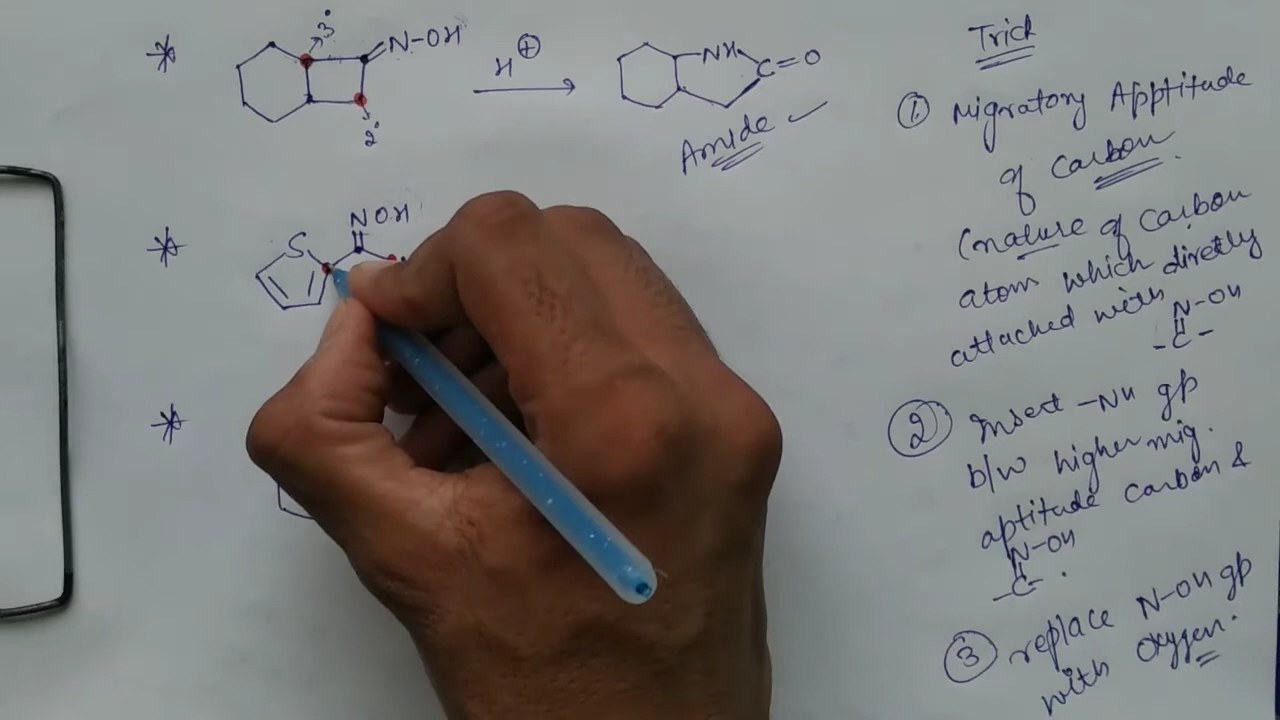 * 3° N-OH
2°
H⊕
NH
C=O
Amide ✓
* S NOH
*
Trick
① Migratory Apptitude
of Carbon.
(nature of Carbon
atom which directly
attached with N-OH
-C-
② Insert -NH gp
b/w higher mig.
aptitude Carbon &
N-OH
-C- .
③ replace N-OH gp
with oxygen.